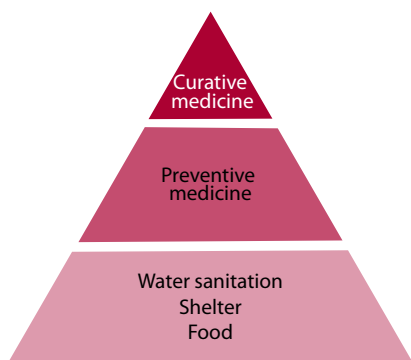 Curative
medicine
Preventive
medicine
Water sanitation
Shelter
Food